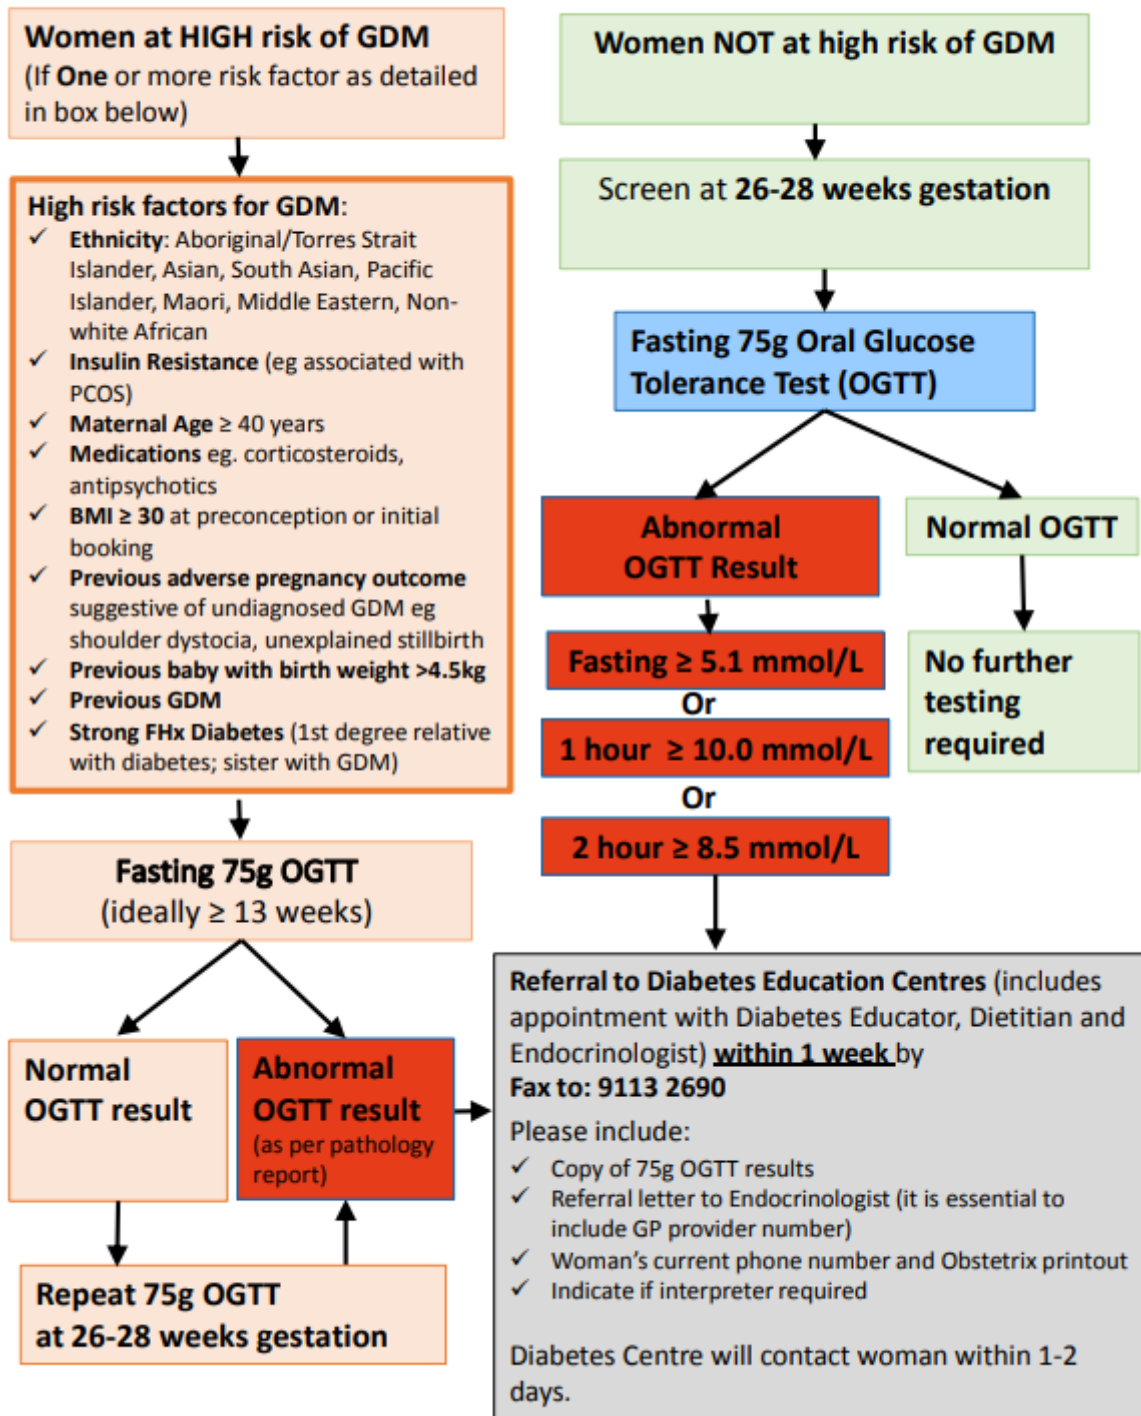 Women at HIGH risk of GDM
(If One or more risk factor as detailed
in box below)
High risk factors for GDM:
✓ Ethnicity: Aboriginal/Torres Strait
Islander, Asian, South Asian, Pacific
Islander, Maori, Middle Eastern, Non-
white African
✓ Insulin Resistance (eg associated with
PCOS)
✓ Maternal Age ≥ 40 years
✓ Medications eg. corticosteroids,
antipsychotics
✓ BMI ≥ 30 at preconception or initial
booking
✓ Previous adverse pregnancy outcome
suggestive of undiagnosed GDM eg
shoulder dystocia, unexplained stillbirth
✓ Previous baby with birth weight >4.5kg
✓ Previous GDM
✓ Strong FHx Diabetes (1st degree relative
with diabetes; sister with GDM)
Fasting 75g OGTT
(ideally ≥ 13 weeks)
Normal
OGTT result
Abnormal
OGTT result
(as per pathology
report)
Repeat 75g OGTT
at 26-28 weeks gestation
Women NOT at high risk of GDM
Screen at 26-28 weeks gestation
Fasting 75g Oral Glucose
Tolerance Test (OGTT)
Abnormal
OGTT Result
Fasting ≥ 5.1 mmol/L
Or
1 hour ≥ 10.0 mmol/L
Or
2 hour ≥ 8.5 mmol/L
Normal OGTT
No further
testing
required
Referral to Diabetes Education Centres (includes
appointment with Diabetes Educator, Dietitian and
Endocrinologist) within 1 week by
Fax to: 9113 2690
Please include:
✓ Copy of 75g OGTT results
✓ Referral letter to Endocrinologist (it is essential to
include GP provider number)
✓ Woman's current phone number and Obstetrix printout
✓ Indicate if interpreter required
Diabetes Centre will contact woman within 1-2
days.